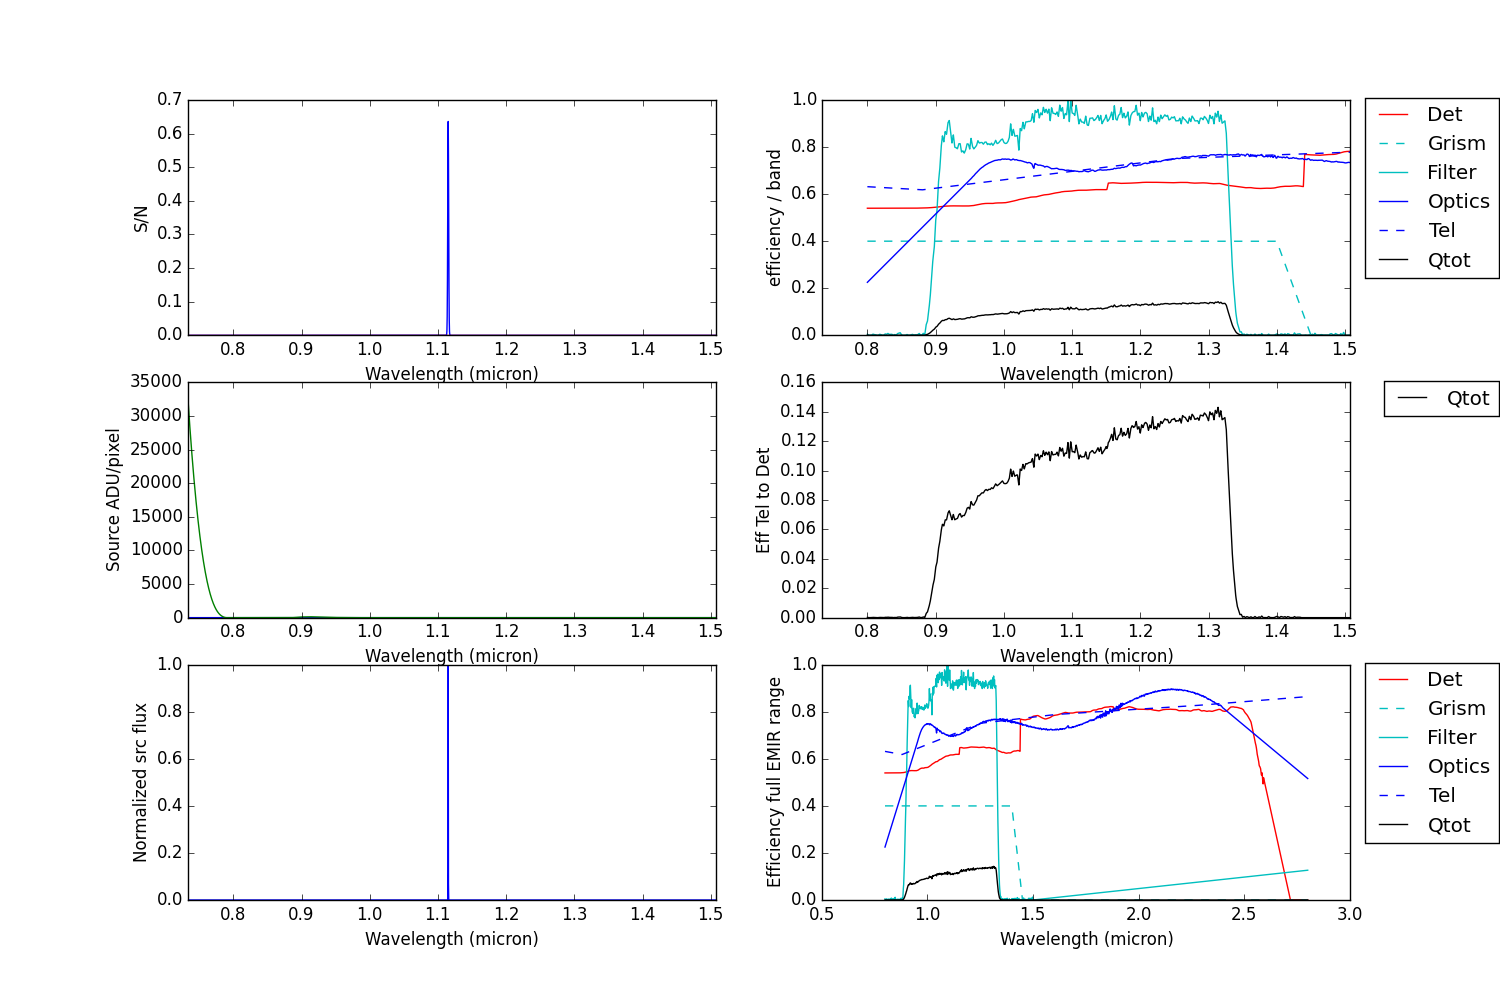 0.7
0.6
0.5
0.4
0.3
0.2
0.1
0.0
S/N
0.8 0.9 1.0 1.1 1.2 1.3 1.4 1.5
Wavelength (micron)
1.0
0.8
0.6
0.4
0.2
0.0
efficiency / band
0.8 0.9 1.0 1.1 1.2 1.3 1.4 1.5
Wavelength (micron)
Det
Grism
Filter
Optics
Tel
Qtot
35000
30000
25000
20000
15000
10000
5000
0
Source ADU/pixel
0.8 0.9 1.0 1.1 1.2 1.3 1.4 1.5
Wavelength (micron)
0.16
0.14
0.12
0.10
0.08
0.06
0.04
0.02
0.00
Eff Tel to Det
0.8 0.9 1.0 1.1 1.2 1.3 1.4 1.5
Wavelength (micron)
Qtot
1.0
0.8
0.6
0.4
0.2
0.0
Normalized src flux
0.8 0.9 1.0 1.1 1.2 1.3 1.4 1.5
Wavelength (micron)
1.0
0.8
0.6
0.4
0.2
0.0
Efficiency full EMIR range
0.5 1.0 1.5 2.0 2.5 3.0
Wavelength (micron)
Det
Grism
Filter
Optics
Tel
Qtot